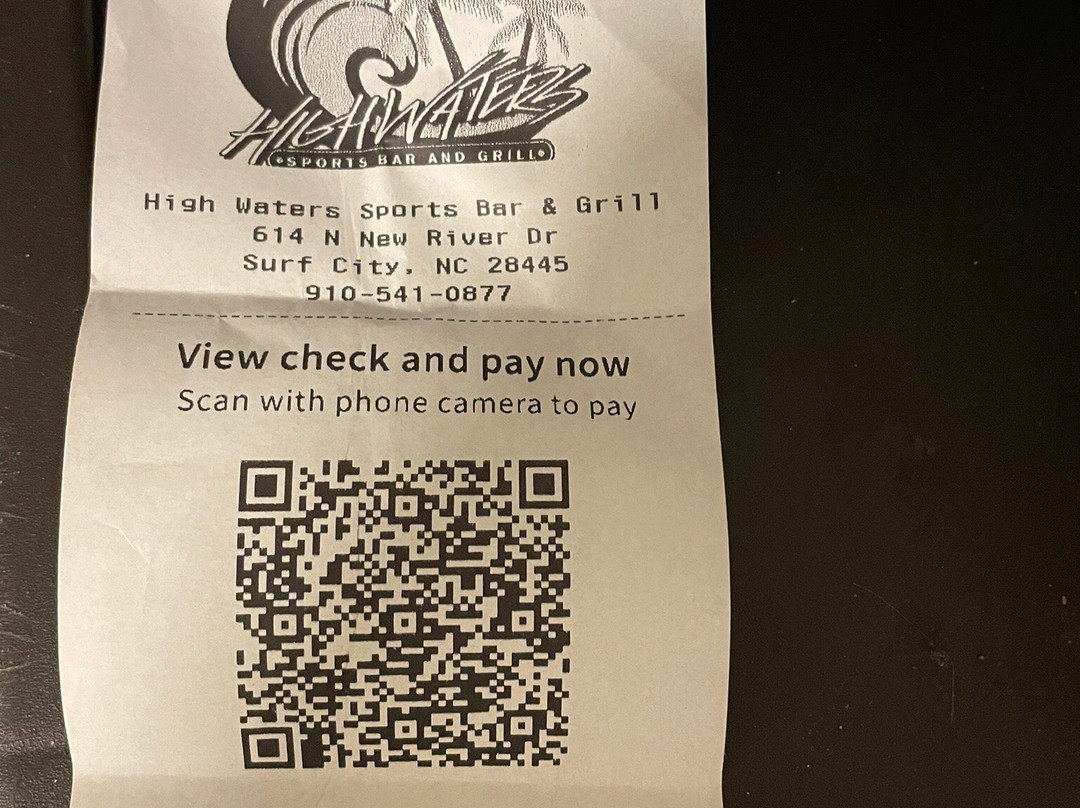 HIGH WATERS
SPORTS BAR AND GRILL
High Waters Sports Bar & Grill
614 N New River Dr
Surf City, NC 28445
910-541-0877
View check and pay now
Scan with phone camera to pay